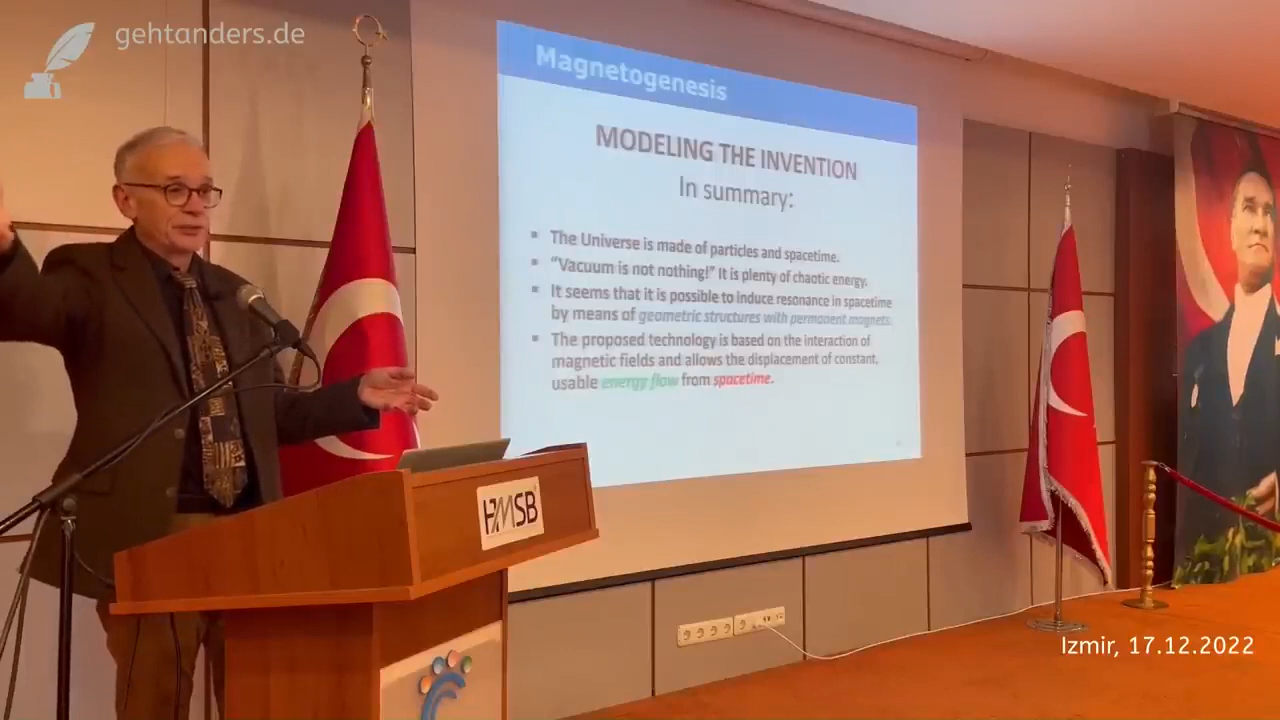 gehtanders.de
Magnetogenesis
MODELING THE INVENTION
In summary:
▪ The Universe is made of particles and spacetime.
▪ “Vacuum is not nothing!” It is plenty of chaotic energy.
▪ It seems that it is possible to induce resonance in spacetime
by means of geometric structures with permanent magnets.
▪ The proposed technology is based on the interaction of
magnetic fields and allows the displacement of constant,
usable energy flow from spacetime.
HMSB
Izmir, 17.12.2022